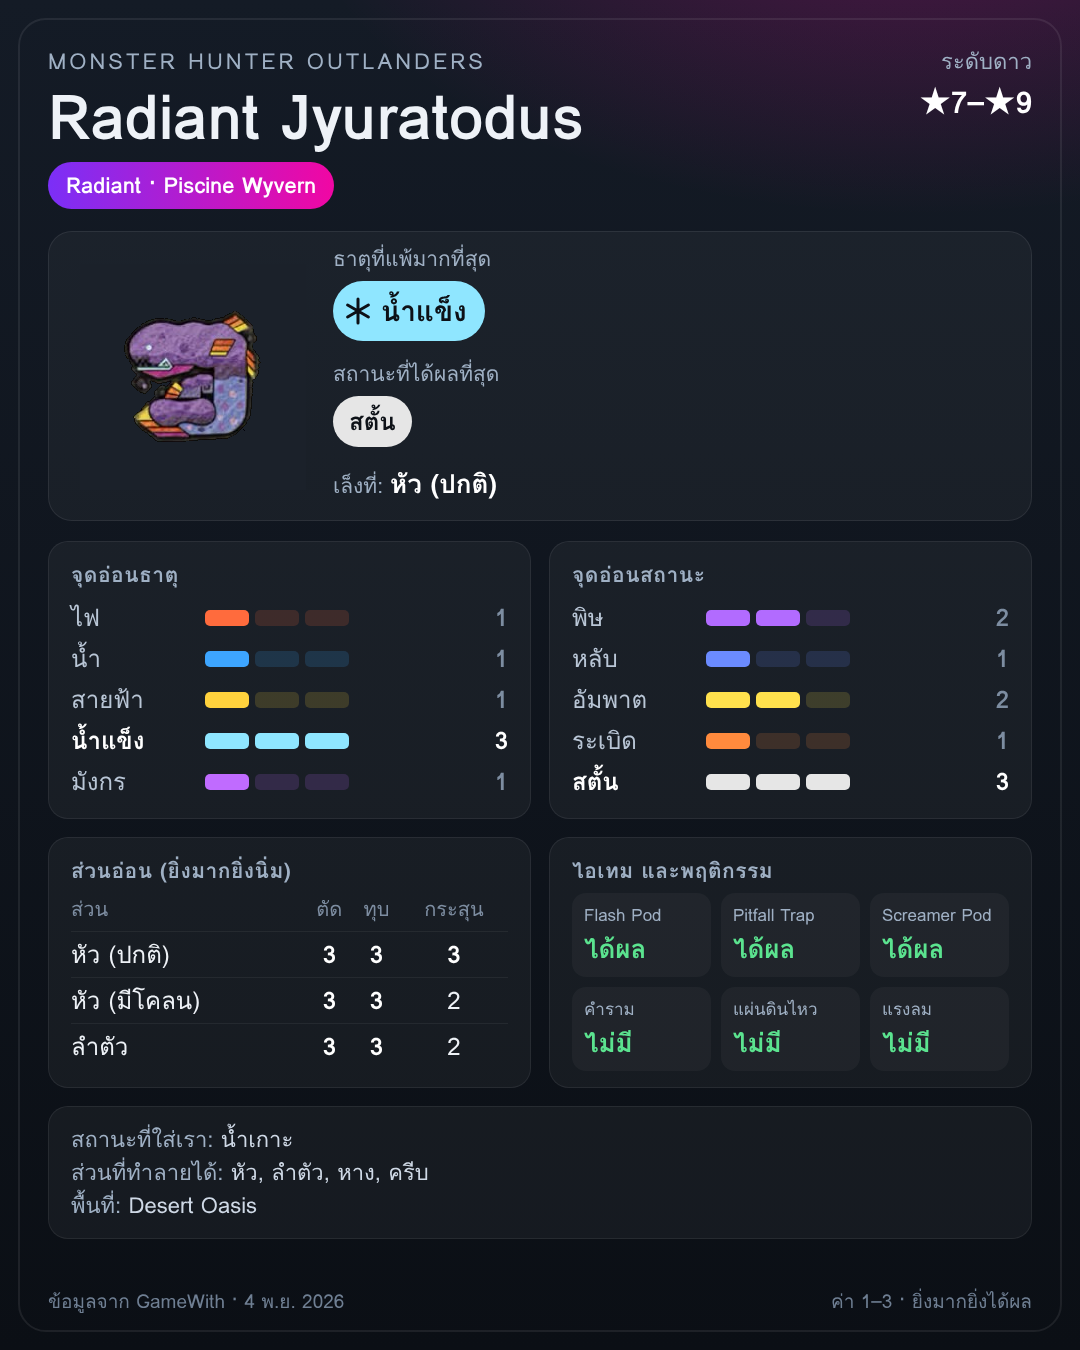 MONSTER HUNTER OUTLANDERS
ระดับดาว
Radiant Jyuratodus
★7–★9
Radiant · Piscine Wyvern
ธาตุที่แพ้มากที่สุด
น้ำแข็ง
สถานะที่ได้ผลที่สุด
สตั้น
เล็งที่: หัว (ปกติ)
จุดอ่อนธาตุ
ไฟ 1
น้ำ 1
สายฟ้า 1
น้ำแข็ง 3
มังกร 1
จุดอ่อนสถานะ
พิษ 2
หลับ 1
อัมพาต 2
ระเบิด 1
สตั้น 3
ส่วนอ่อน (ยิ่งมากยิ่งนิ่ม)
ส่วน ตัด ทุบ กระสุน
หัว (ปกติ) 3 3 3
หัว (มีโคลน) 3 3 2
ลำตัว 3 3 2
ไอเทม และพฤติกรรม
Flash Pod Pitfall Trap Screamer Pod
ได้ผล ได้ผล ได้ผล
คำราม แผ่นดินไหว แรงลม
ไม่มี ไม่มี ไม่มี
สถานะที่ใส่เรา: น้ำเกาะ
ส่วนที่ทำลายได้: หัว, ลำตัว, หาง, ครีบ
พื้นที่: Desert Oasis
ข้อมูลจาก GameWith · 4 พ.ย. 2026
ค่า 1–3 · ยิ่งมากยิ่งได้ผล